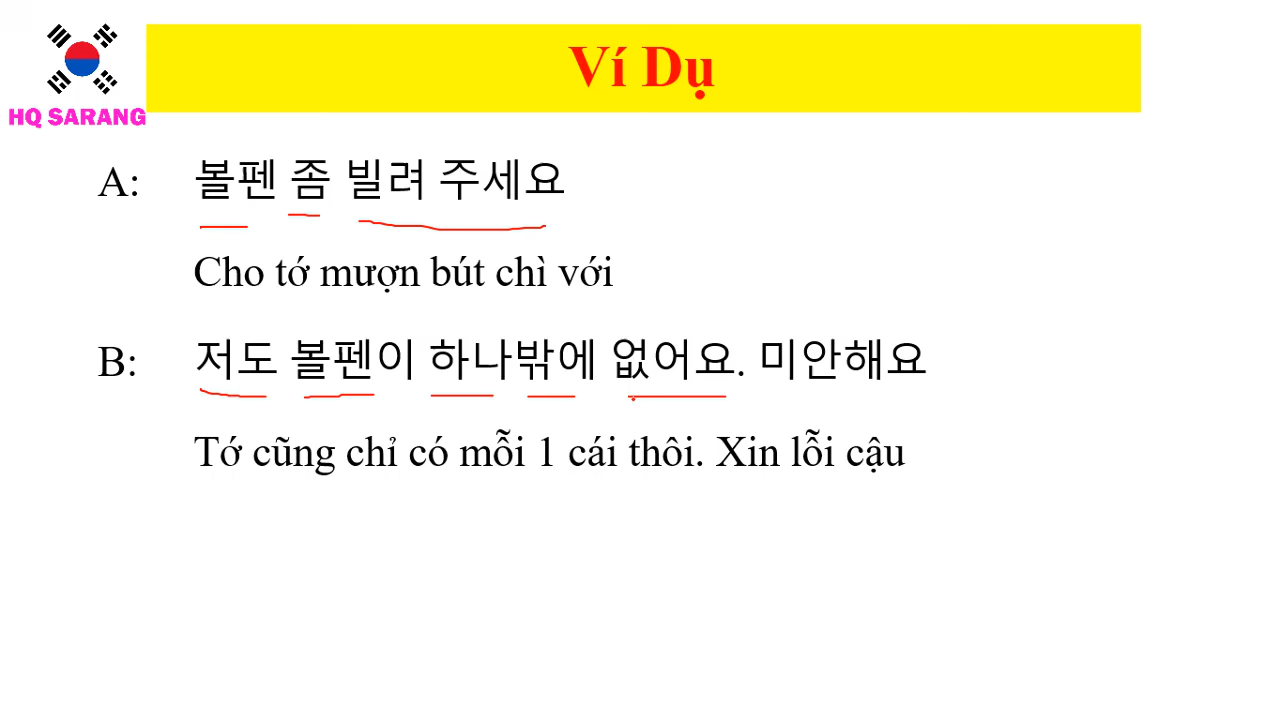 Ví Dụ
HQ SARANG
A: 볼펜 좀 빌려 주세요
Cho tớ mượn bút chì với
B: 저도 볼펜이 하나밖에 없어요. 미안해요
Tớ cũng chỉ có mỗi 1 cái thôi. Xin lỗi cậu